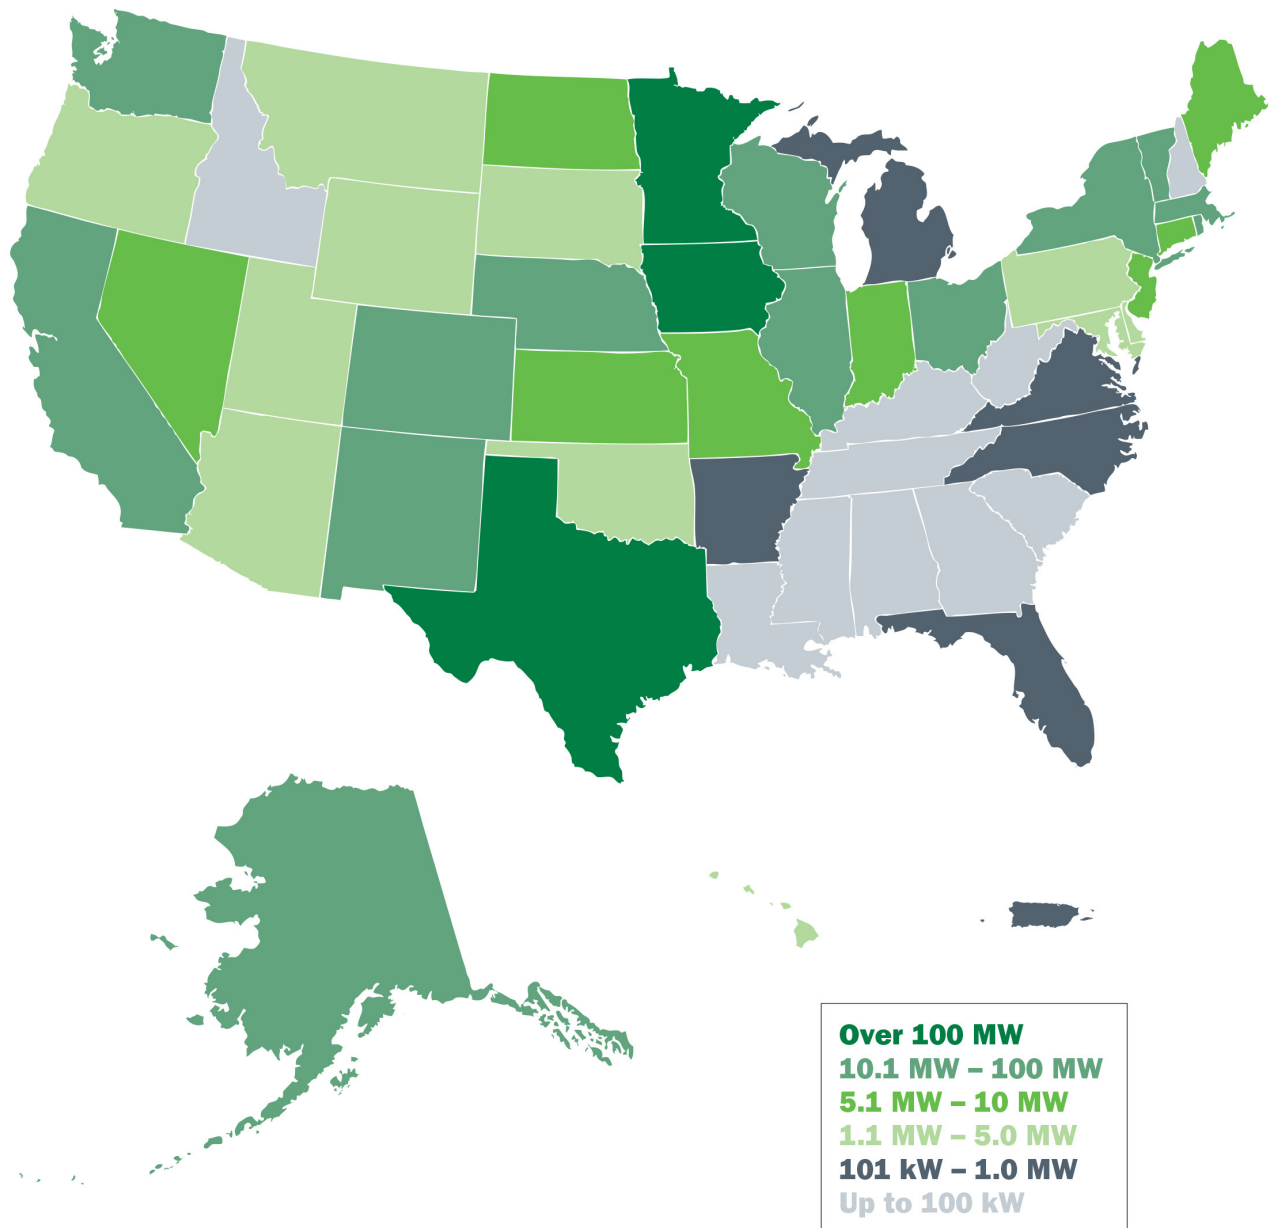 Over 100 MW
10.1 MW – 100 MW
5.1 MW – 10 MW
1.1 MW – 5.0 MW
101 kW – 1.0 MW
Up to 100 kW